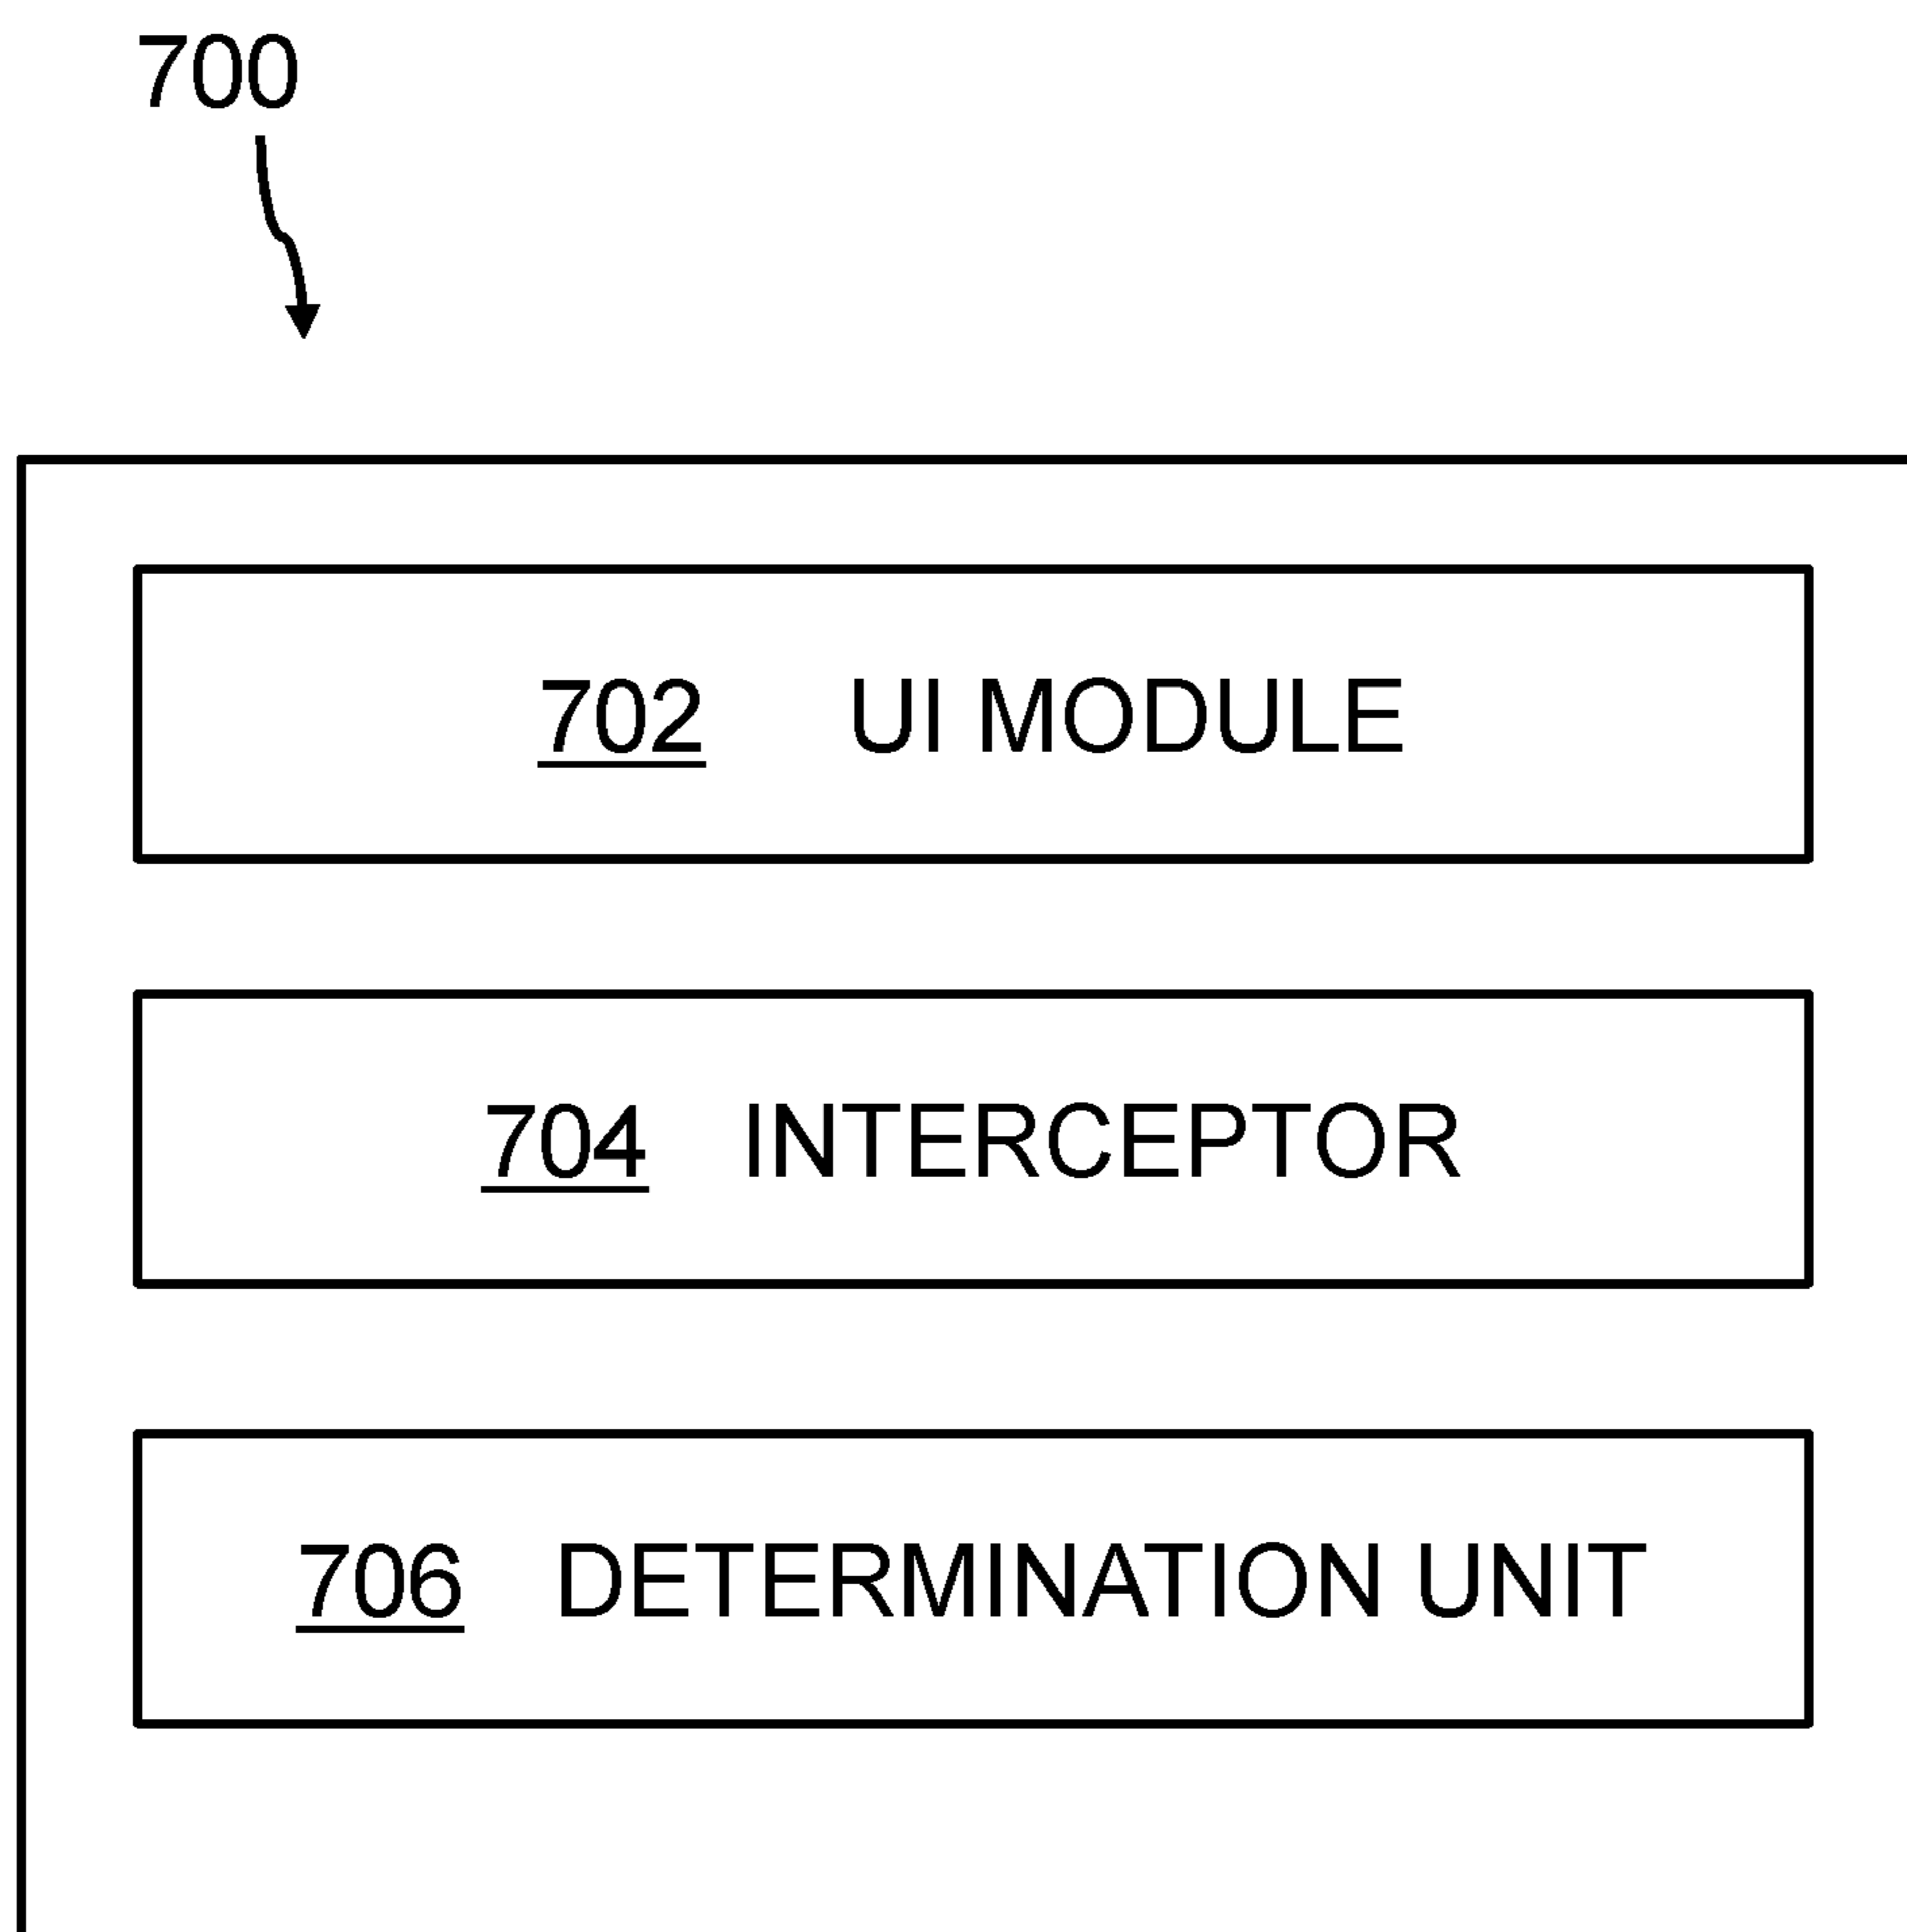 700
702 UI MODULE
704 INTERCEPTOR
706 DETERMINATION UNIT